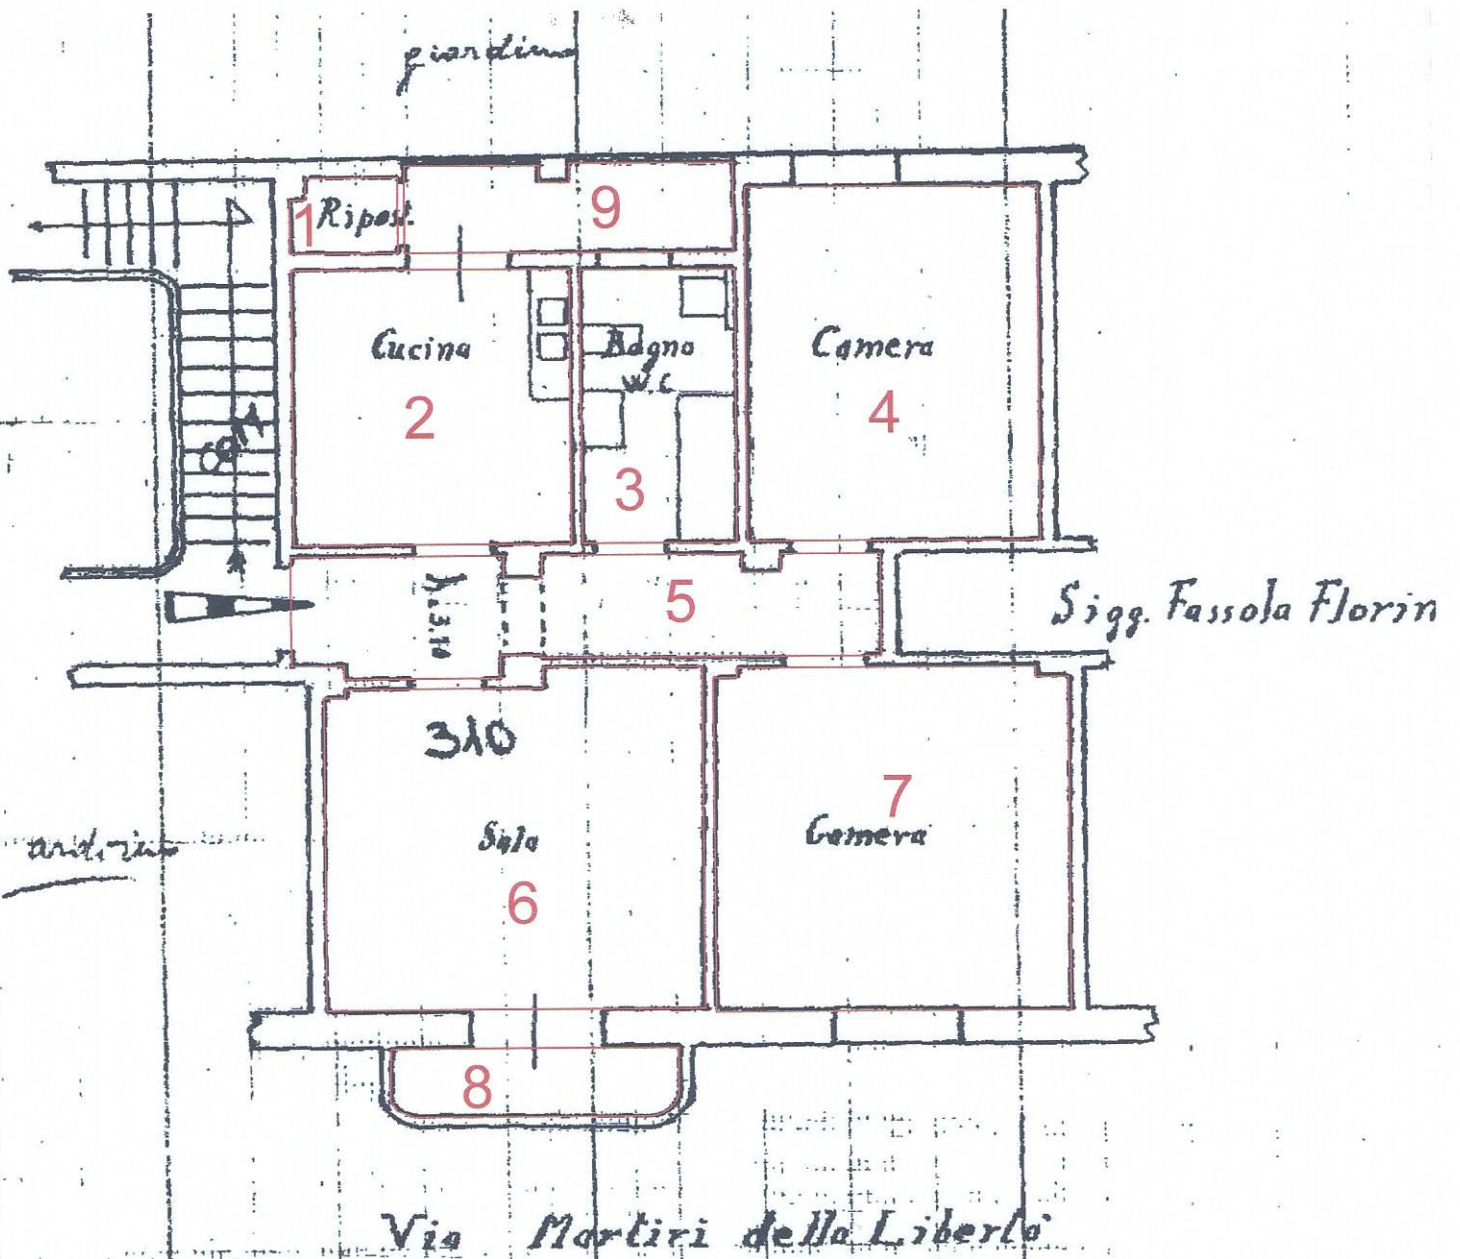 giardino
1 Ripost.
9
Cucina
Bagno
W.C.
Camera
2
4
3
5
Sigg. Fassola Florin
310
7
Sala
Camera
6
8
Via Martiri della Libertà